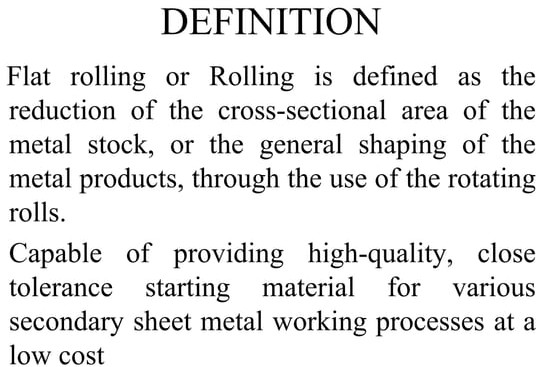 DEFINITION
Flat rolling or Rolling is defined as the
reduction of the cross-sectional area of the
metal stock, or the general shaping of the
metal products, through the use of the rotating
rolls.
Capable of providing high-quality, close
tolerance starting material for various
secondary sheet metal working processes at a
low cost